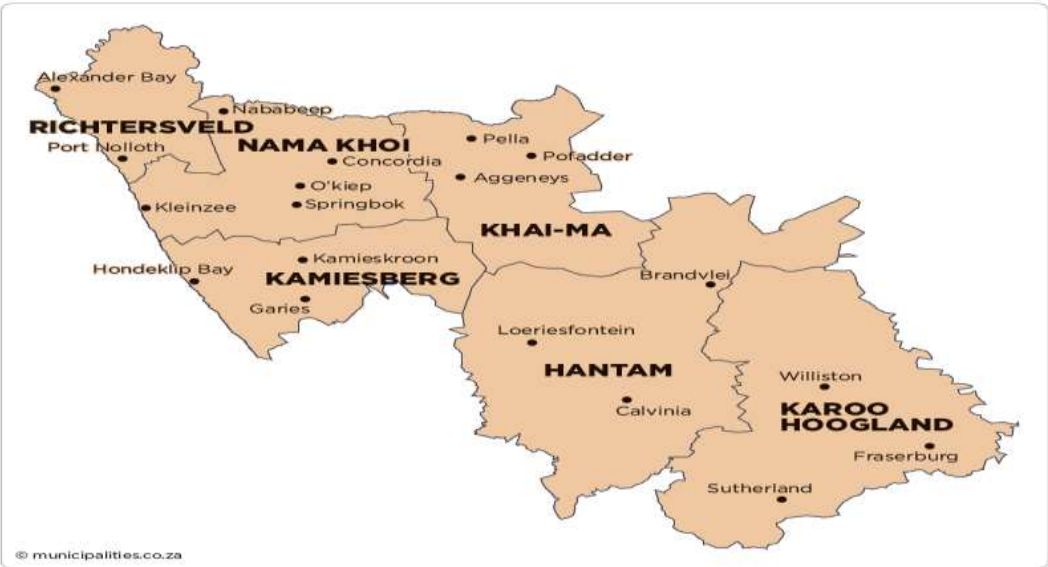 Alexander Bay
Nababeep
RICHTERSVELD
NAMA KHOI
Port Nolloth
Concordia
Pella
Pofadder
Aggeneys
O'kiep
Springbok
Kleinzee
KHAI-MA
Kamieskroon
Hondeklip Bay
KAMIESBERG
Garies
Brandvlei
Loeriesfontein
HANTAM
Calvinia
Williston
KAROO
HOOGLAND
Fraserburg
Sutherland
© municipalities.co.za